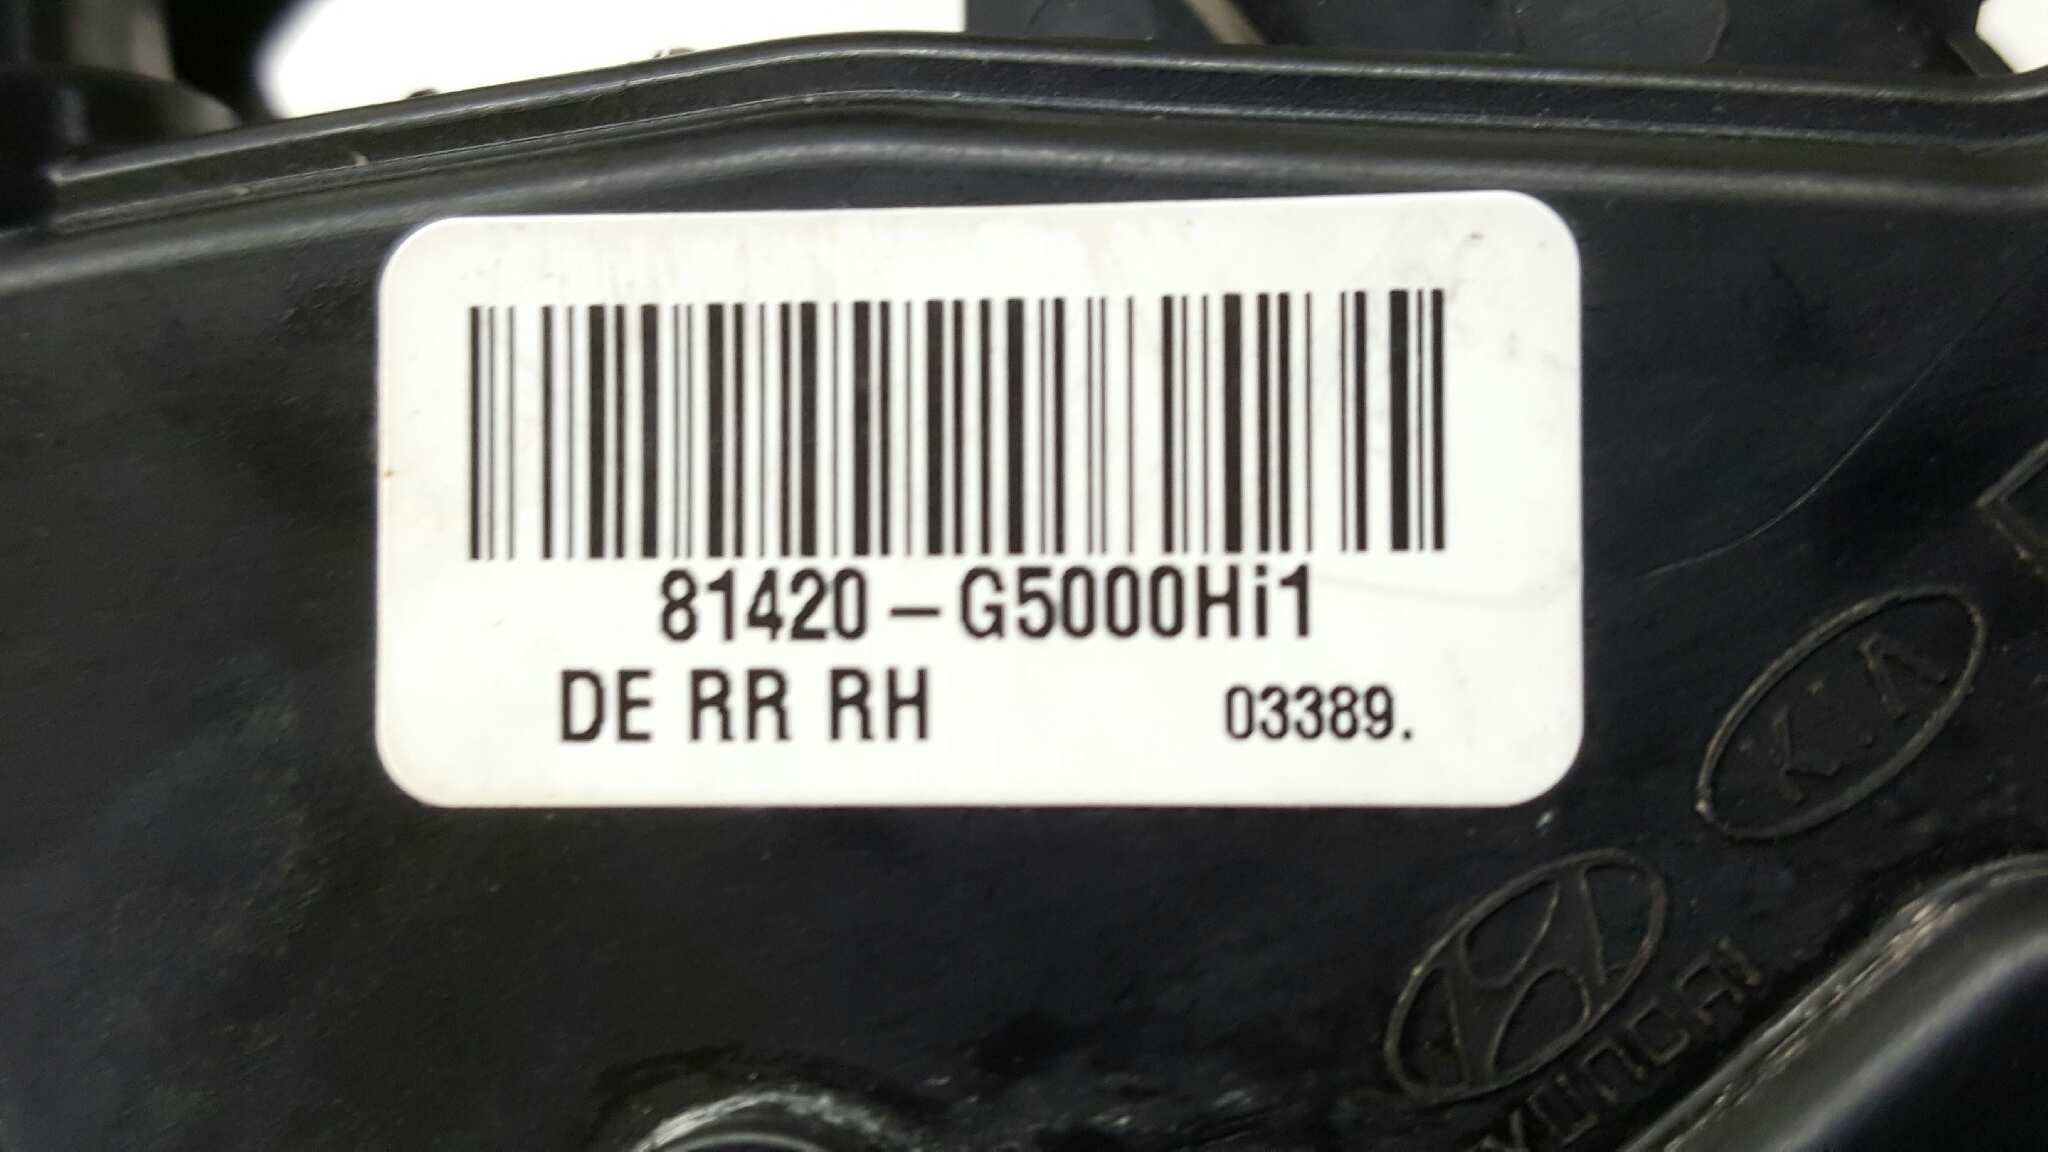 81420-G5000Hi1
DE RR RH 03389.
KIA
HYUNDAI